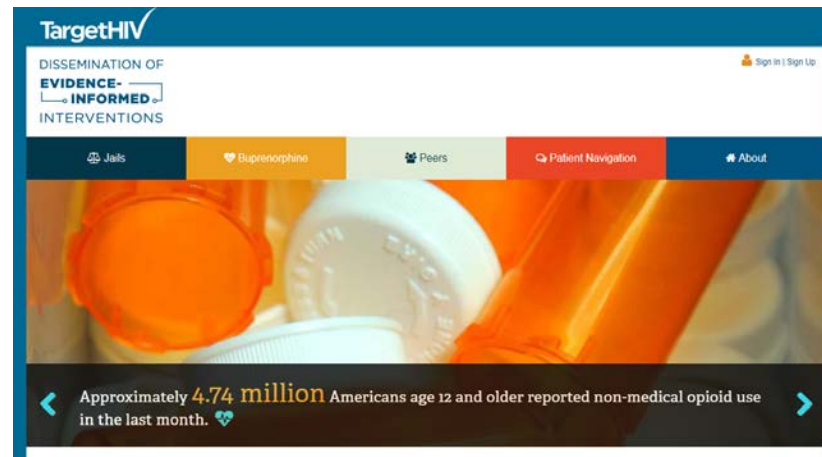 TargetHIV
Sign In | Sign Up
DISSEMINATION OF
EVIDENCE-
INFORMED
INTERVENTIONS
Jails
Buprenorphine
Peers
Patient Navigation
About
Approximately 4.74 million Americans age 12 and older reported non-medical opioid use
in the last month.